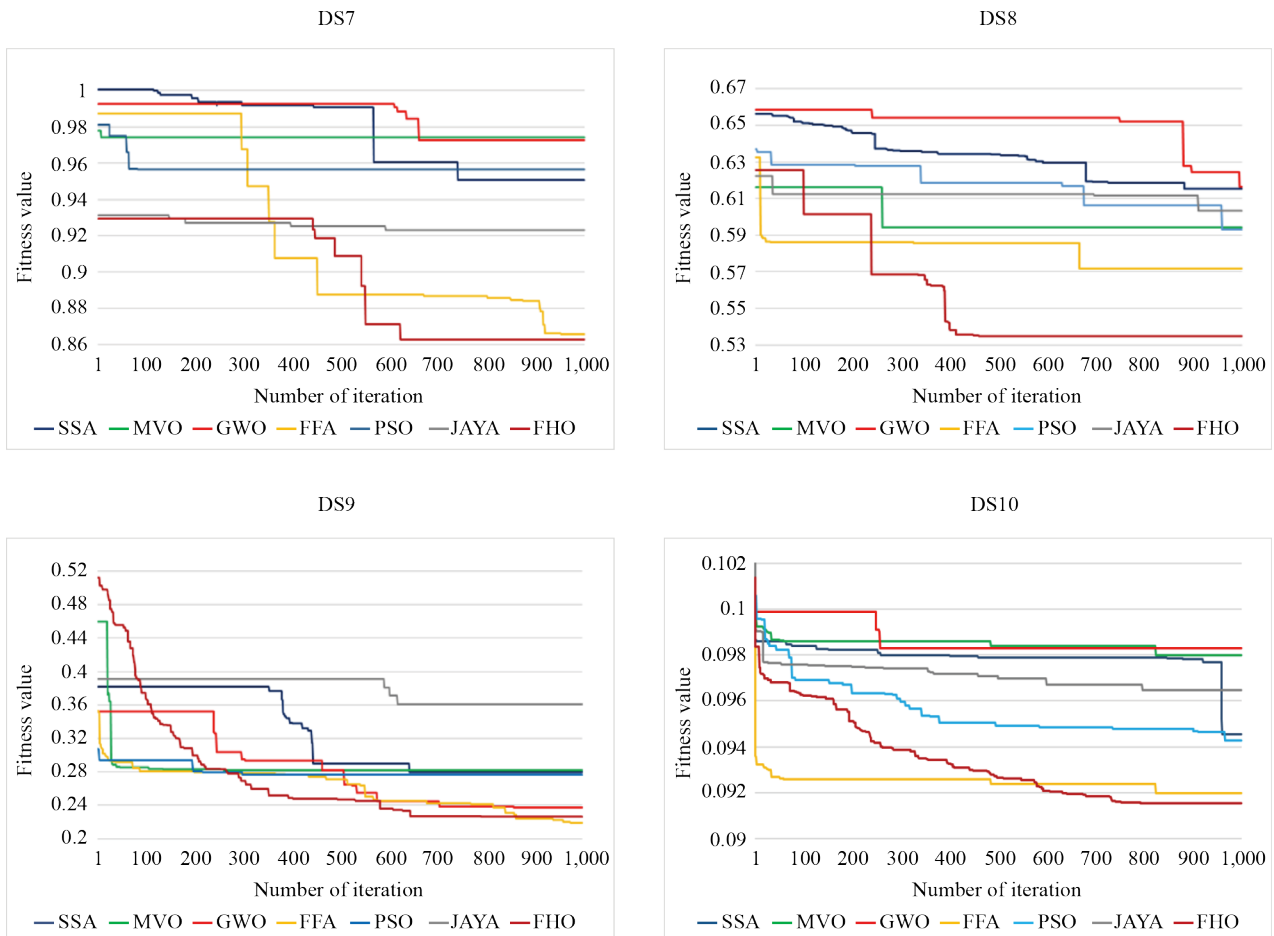 DS7
Fitness value
1
0.98
0.96
0.94
0.92
0.9
0.88
0.86
1 100 200 300 400 500 600 700 800 900 1,000
Number of iteration
SSA MVO GWO FFA PSO JAYA FHO
DS8
Fitness value
0.67
0.65
0.63
0.61
0.59
0.57
0.55
0.53
1 100 200 300 400 500 600 700 800 900 1,000
Number of iteration
SSA MVO GWO FFA PSO JAYA FHO
DS9
Fitness value
0.52
0.48
0.44
0.4
0.36
0.32
0.28
0.24
0.2
1 100 200 300 400 500 600 700 800 900 1,000
Number of iteration
SSA MVO GWO FFA PSO JAYA FHO
DS10
Fitness value
0.102
0.1
0.098
0.096
0.094
0.092
0.09
1 100 200 300 400 500 600 700 800 900 1,000
Number of iteration
SSA MVO GWO FFA PSO JAYA FHO